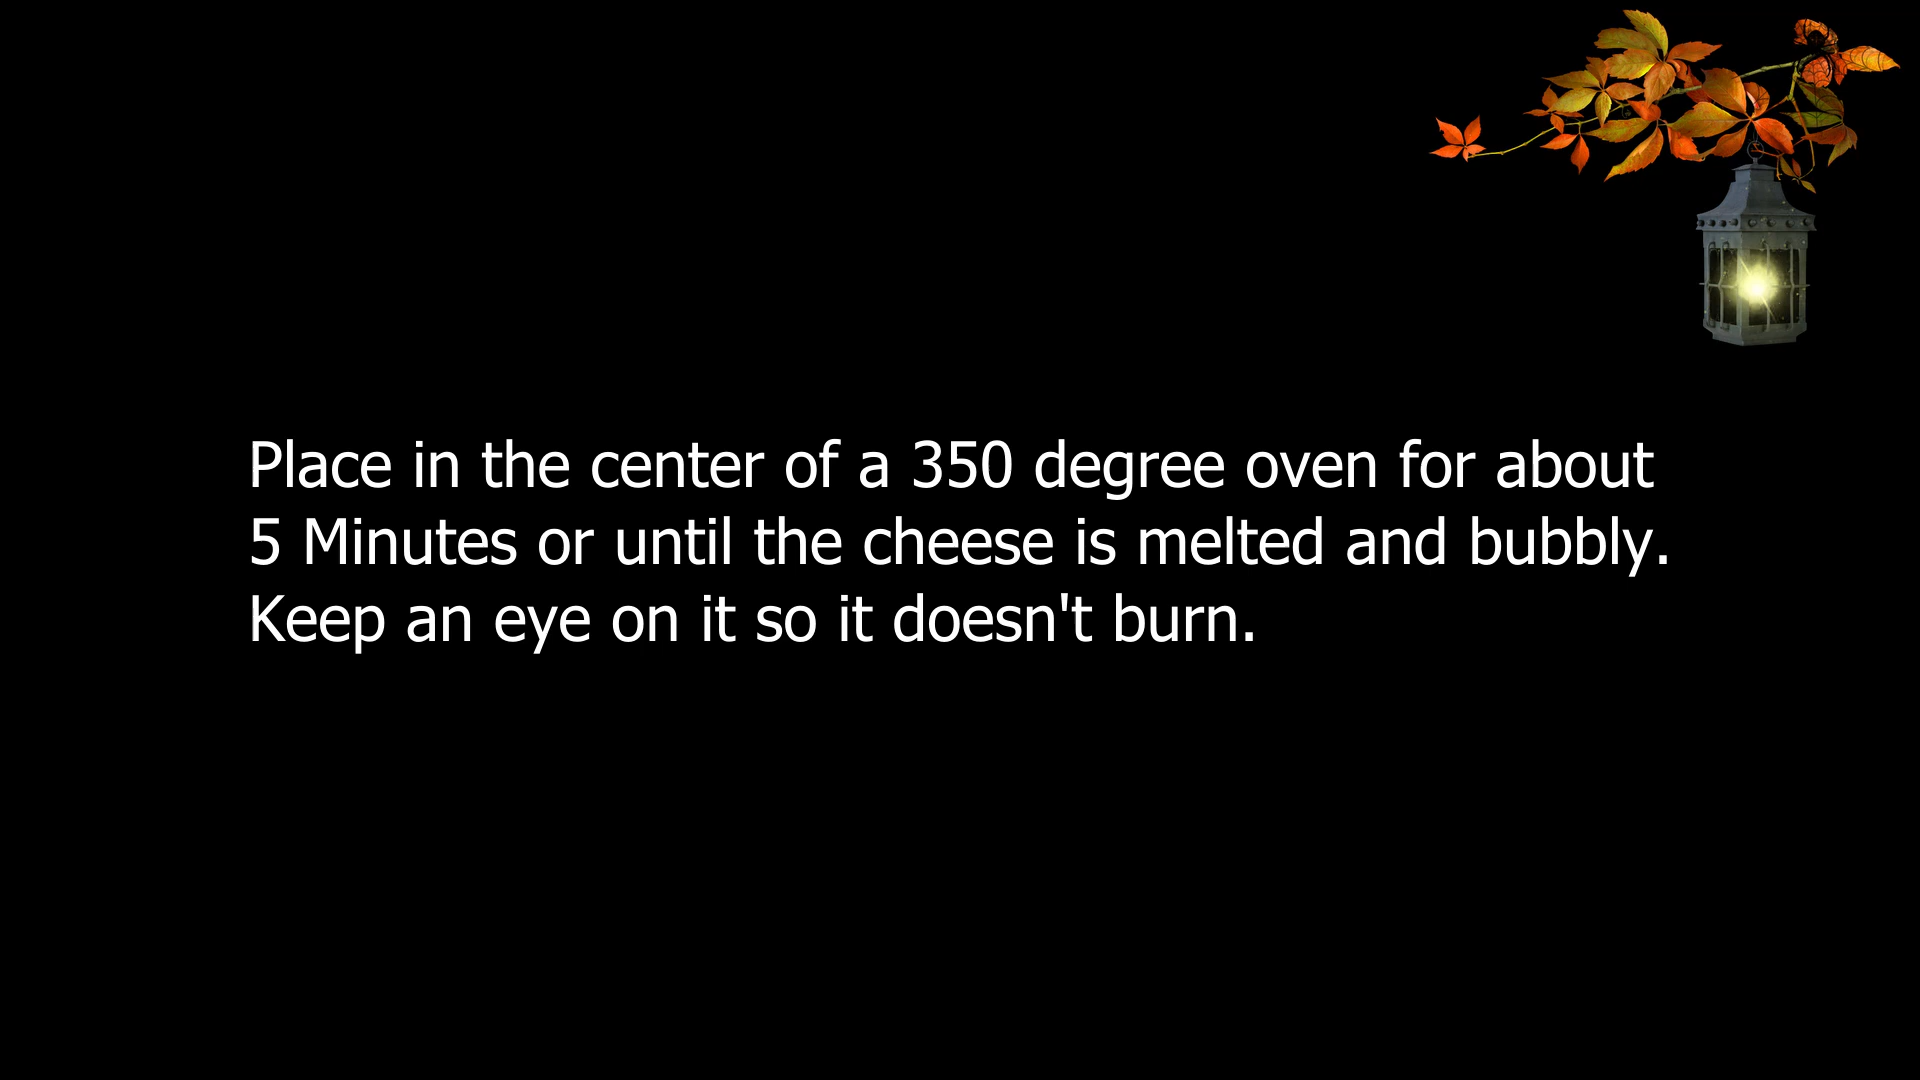 Place in the center of a 350 degree oven for about
5 Minutes or until the cheese is melted and bubbly.
Keep an eye on it so it doesn't burn.